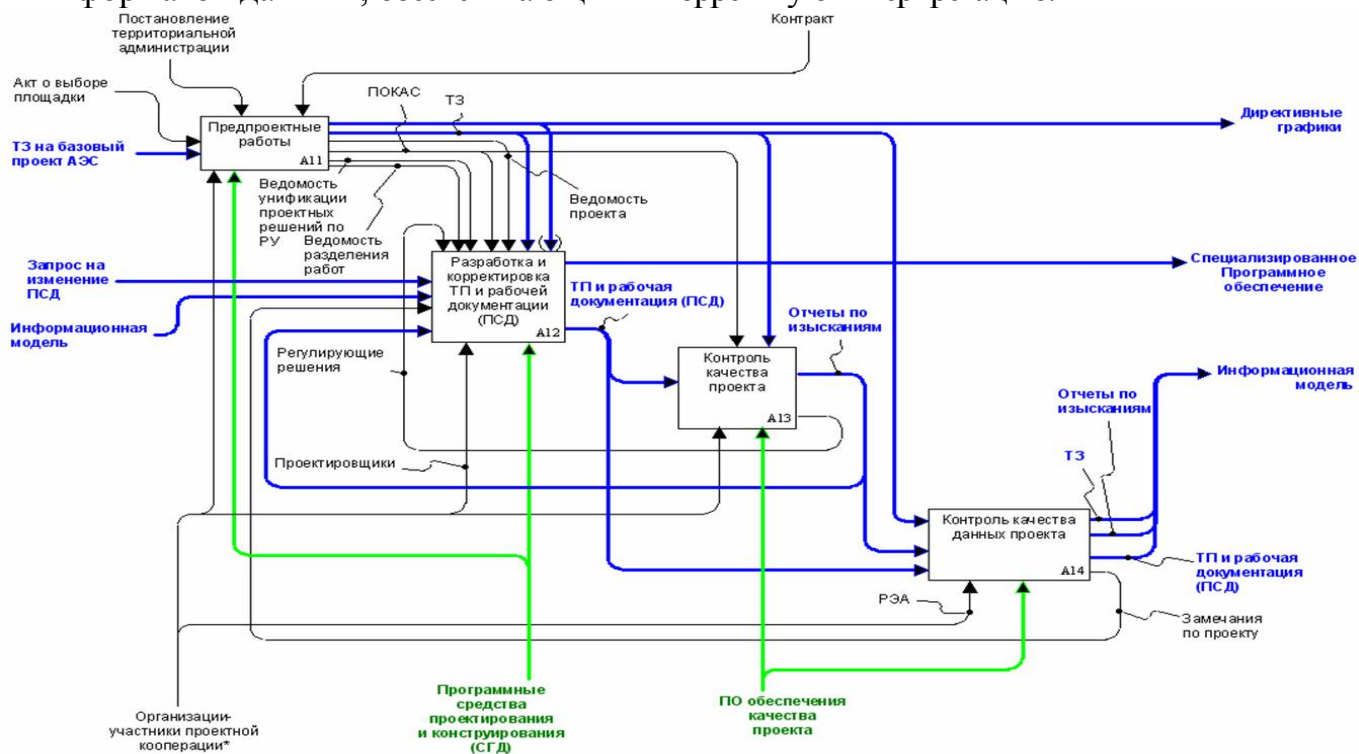 Постановление
территориальной
администрации
Контракт
Акт о выборе
площадки
ПОКАС
ТЗ
Директивные
графики
Предпроектные
работы
A11
ТЗ на базовый
проект АЭС
Ведомость
унификации
проектных
решений по
РУ
Ведомость
разделения
работ
Ведомость
проекта
Запрос на
изменение
ПСД
Разработка и
корректировка
ТП и рабочей
документации
(ПСД)
A12
Специализированное
Программное
обеспечение
ТП и рабочая
документация (ПСД)
Информационная
модель
Отчеты по
изысканиям
Регулирующие
решения
Контроль
качества
проекта
A13
Информационная
модель
Отчеты по
изысканиям
Проектировщики
ТЗ
Контроль качества
данных проекта
A14
ТП и рабочая
документация
(ПСД)
РЭА
Замечания
по проекту
Организации-
участники проектной
кооперации*
Программные
средства
проектирования
и конструирования
(СГД)
ПО обеспечения
качества
проекта